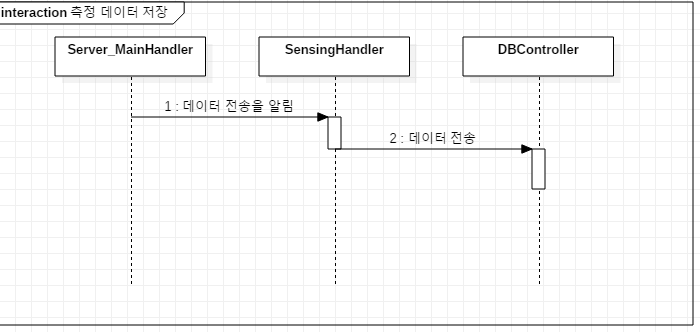 interaction 측정 데이터 저장
Server_MainHandler
SensingHandler
DBController
1 : 데이터 전송을 알림
2 : 데이터 전송